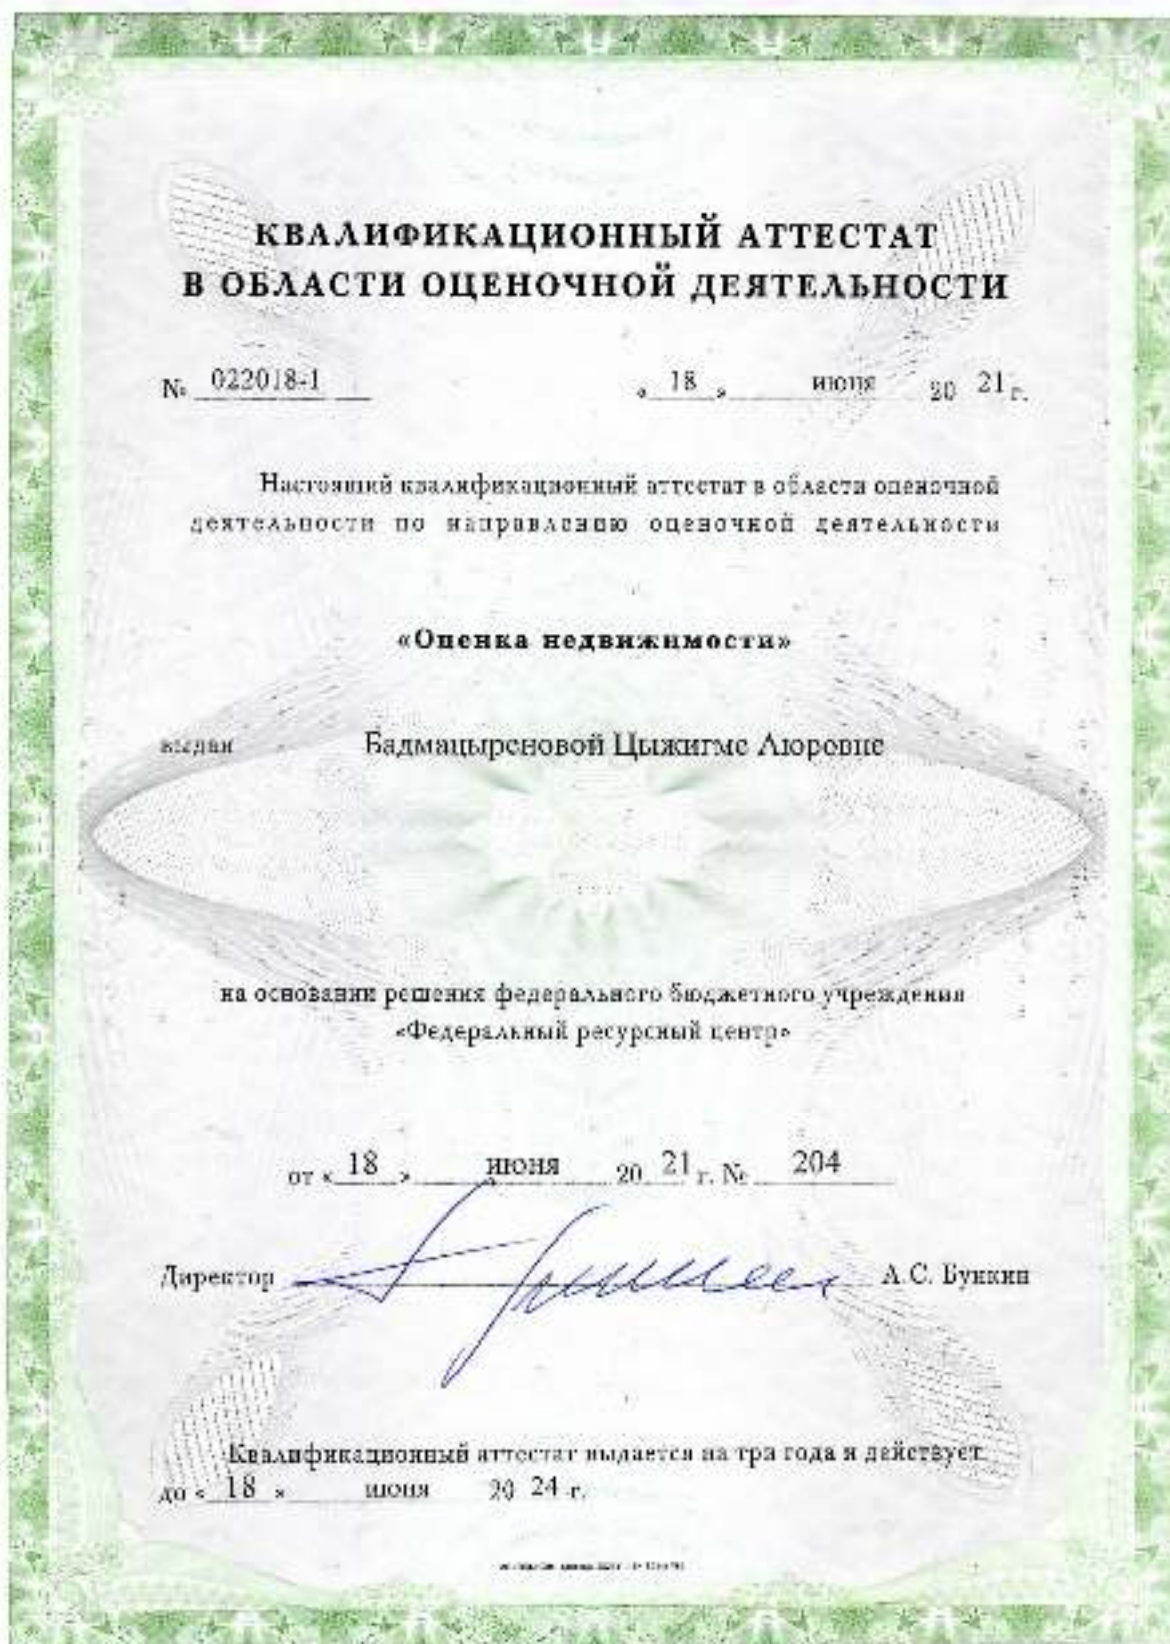 КВАЛИФИКАЦИОННЫЙ АТТЕСТАТ
В ОБЛАСТИ ОЦЕНОЧНОЙ ДЕЯТЕЛЬНОСТИ
№ 022018-1 « 18 » июня 20 21 г.
Настоящий квалификационный аттестат в области оценочной
деятельности по направлению оценочной деятельности
«Оценка недвижимости»
выдан Бадмацыреновой Цыжигме Аюровне
на основании решения федерального бюджетного учреждения
«Федеральный ресурсный центр»
от « 18 » июня 20 21 г. № 204
Директор А.С. Бункин
Квалификационный аттестат выдается на три года и действует
до « 18 » июня 20 24 г.